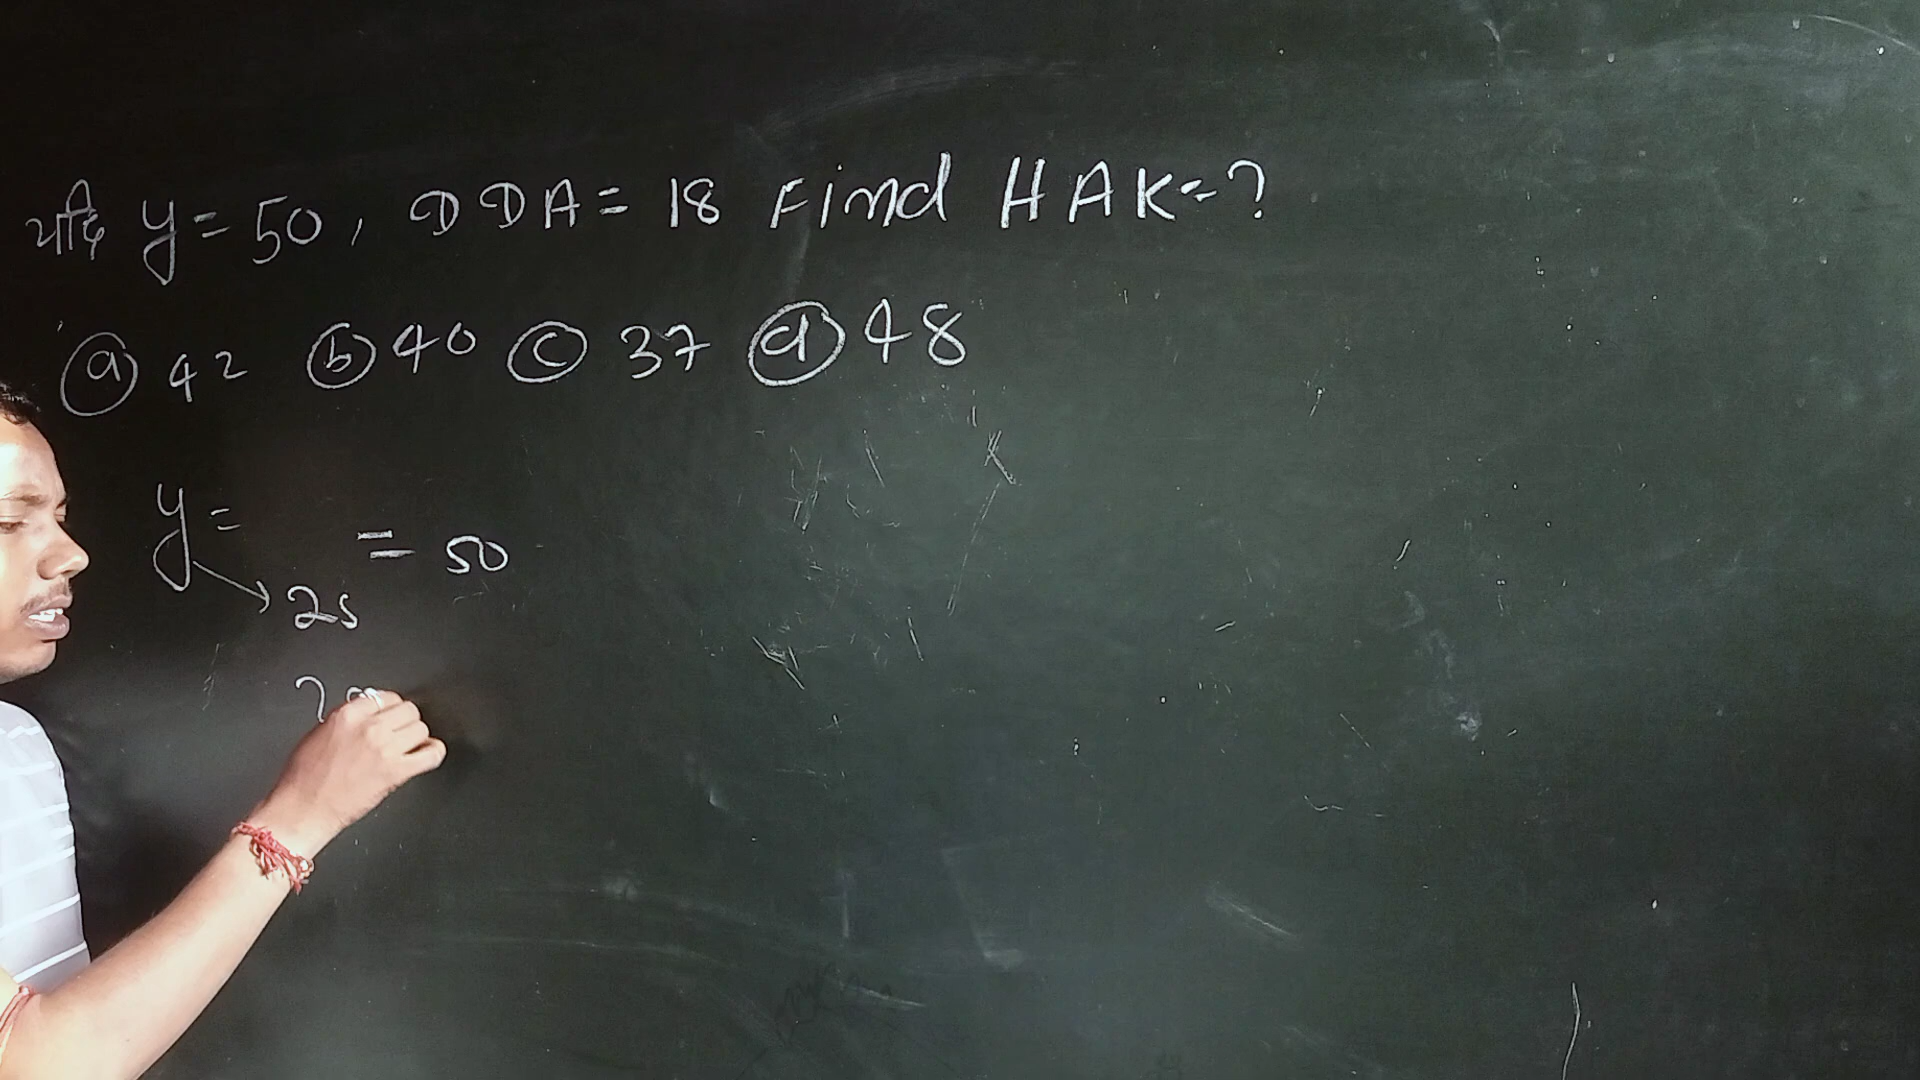 यदि y = 50, DDA = 18 Find HAK = ?
(a) 42 (b) 40 (c) 37 (d) 48
y =
= 50
→ 25